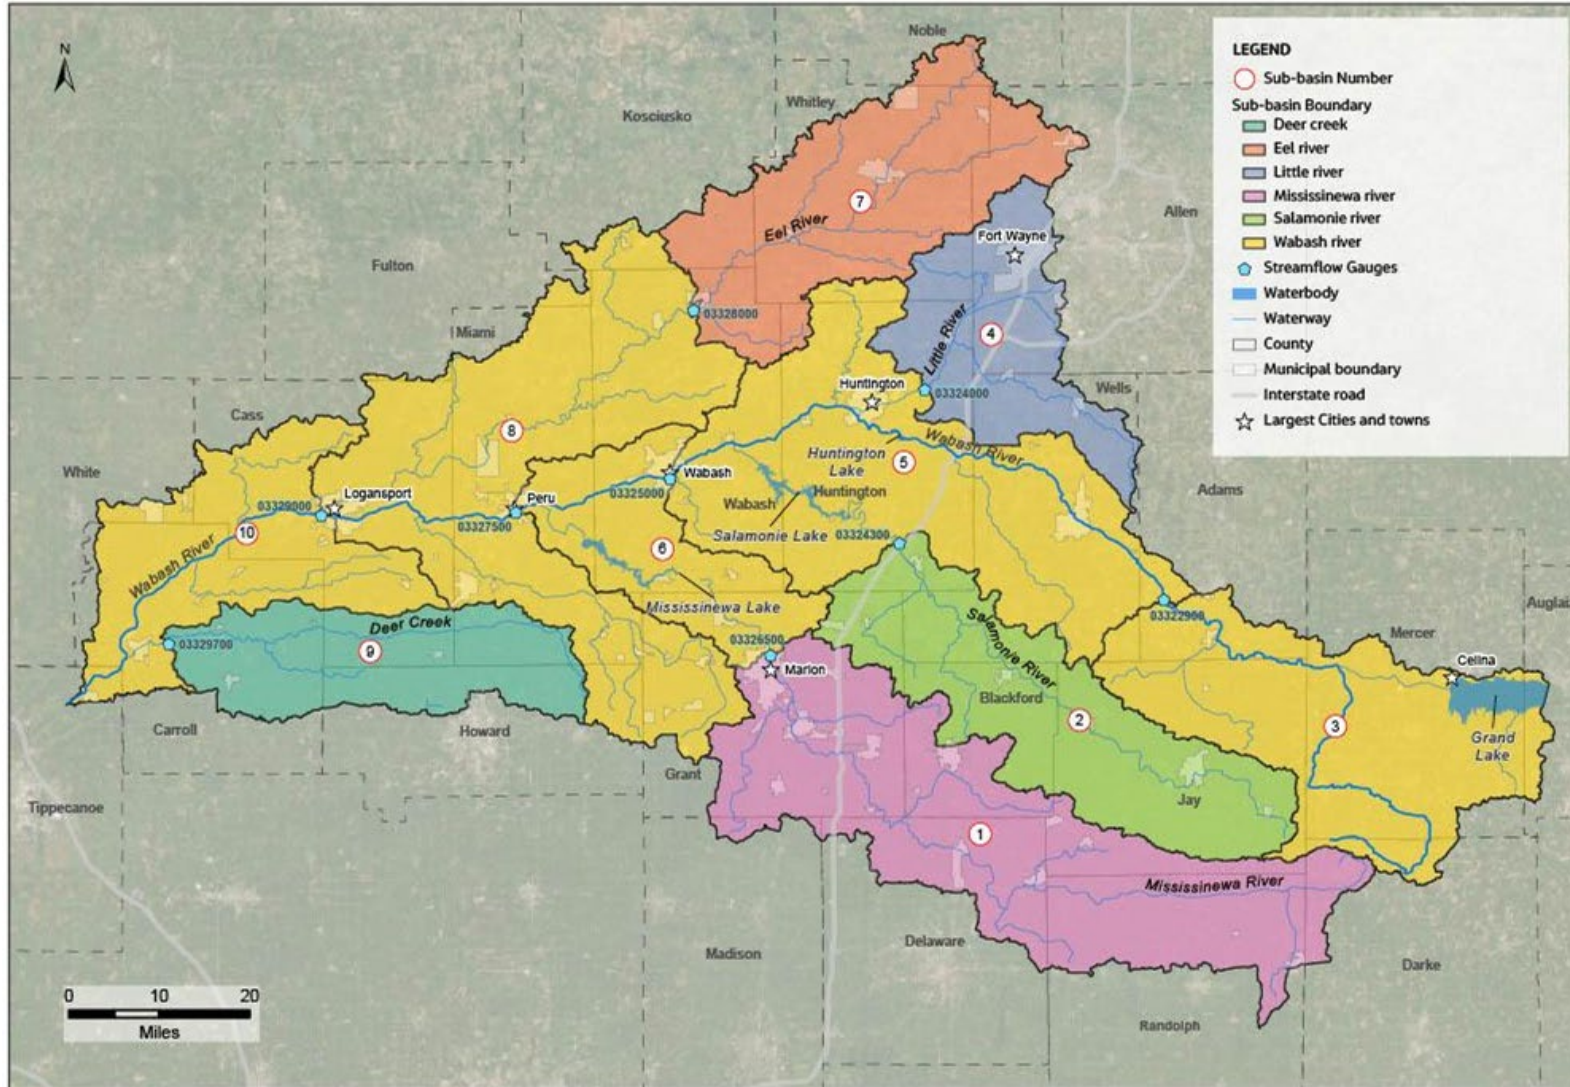 N
LEGEND
Sub-basin Number
Sub-basin Boundary
Deer creek
Eel river
Little river
Mississinewa river
Salamonie river
Wabash river
Streamflow Gauges
Waterbody
Waterway
County
Municipal boundary
Interstate road
Largest Cities and towns
Noble
Whitley
Kosciusko
7
Eel River
Allen
Fort Wayne
Fulton
03328000
Miami
Little River
4
Huntington
03324000
Wells
Cass
8
Wabash River
White
Huntington
Lake
5
Wabash
03325000
Wabash
Huntington
Adams
Logansport
Peru
03329000
03327500
Salamonie Lake
03324300
10
Wabash River
6
Mississinewa Lake
03322900
Auglai
Deer Creek
9
03329700
03326500
Marion
Salamonie River
Mercer
Celina
Blackford
2
3
Grand
Lake
Carroll
Howard
Grant
Tippecanoe
Jay
1
Mississinewa River
Madison
Delaware
Darke
Randolph
0 10 20
Miles